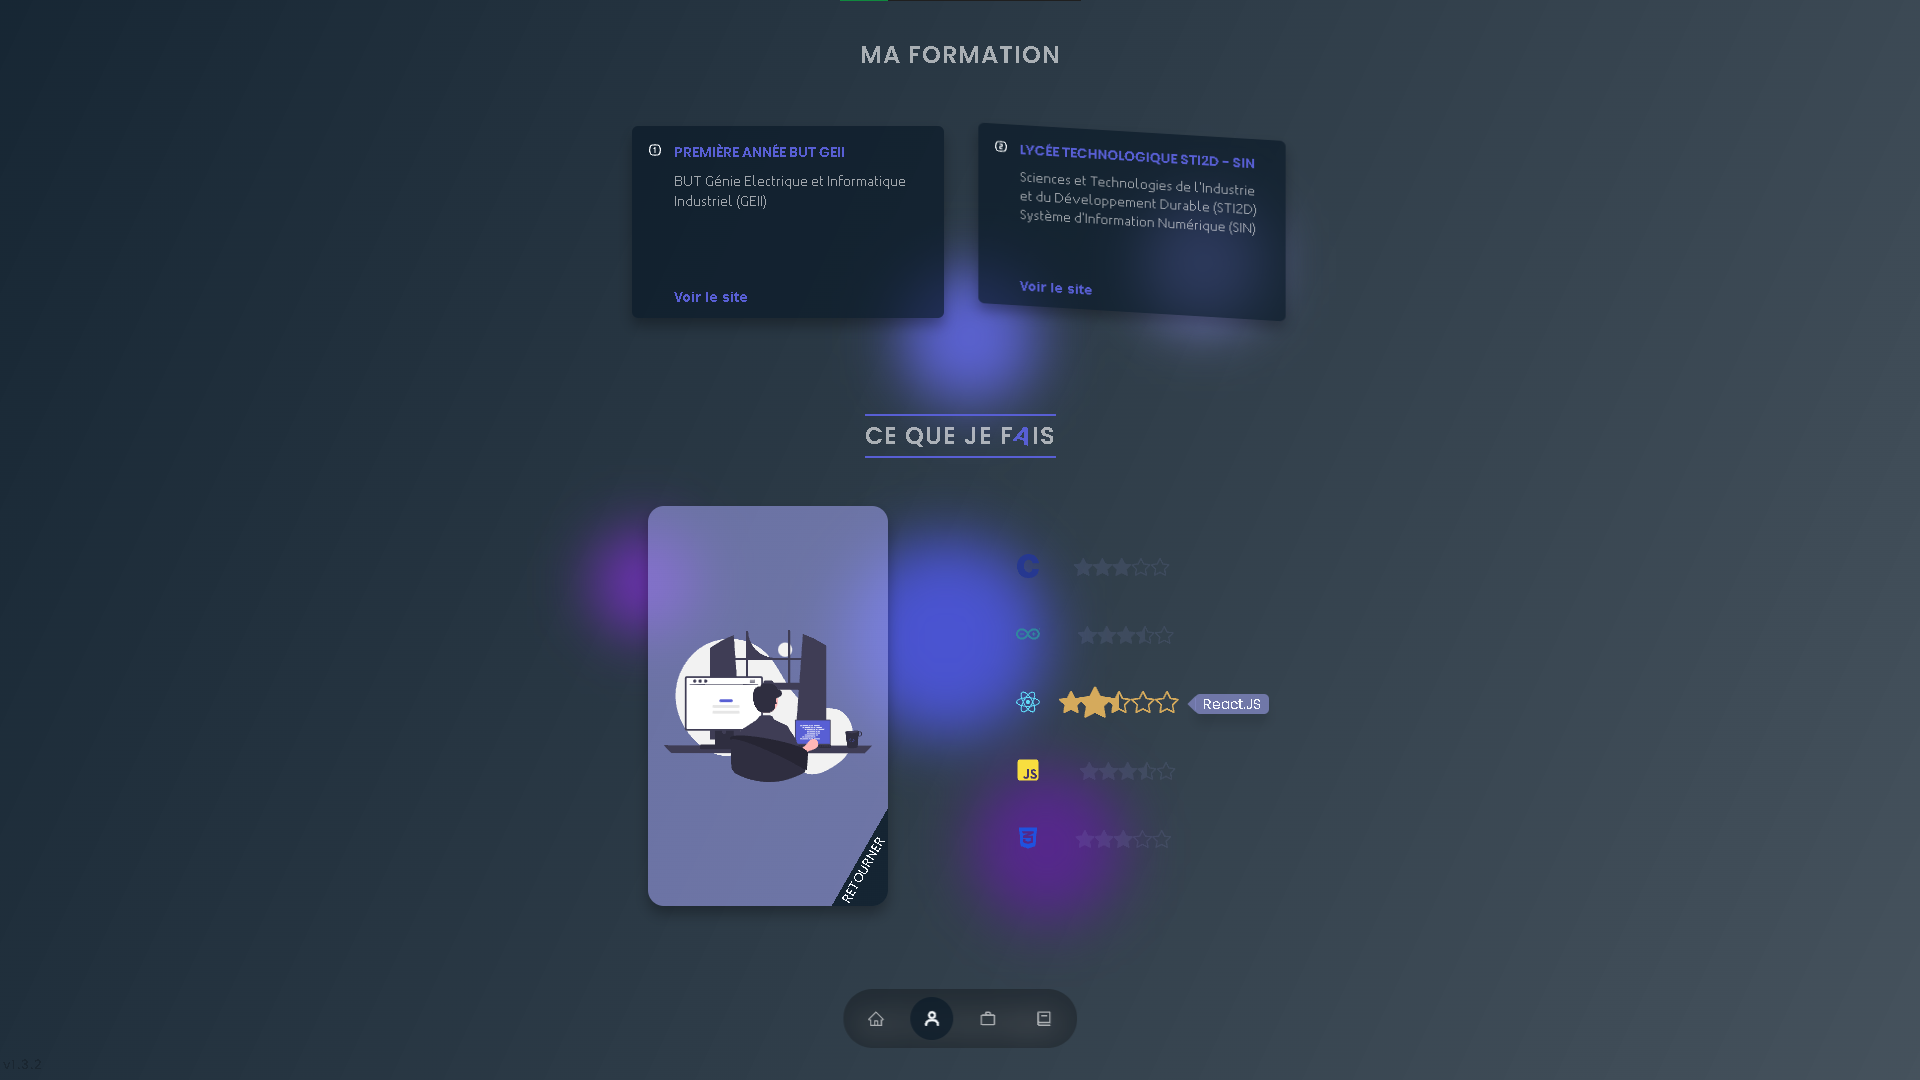 MA FORMATION
PREMIÈRE ANNÉE BUT GEII
BUT Génie Electrique et Informatique
Industriel (GEII)
Voir le site
LYCÉE TECHNOLOGIQUE STI2D - SIN
Sciences et Technologies de l'Industrie
et du Développement Durable (STI2D)
Système d'Information Numérique (SIN)
Voir le site
CE QUE JE FAIS
RETOURNER
C
React.JS
JS
v1.3.2